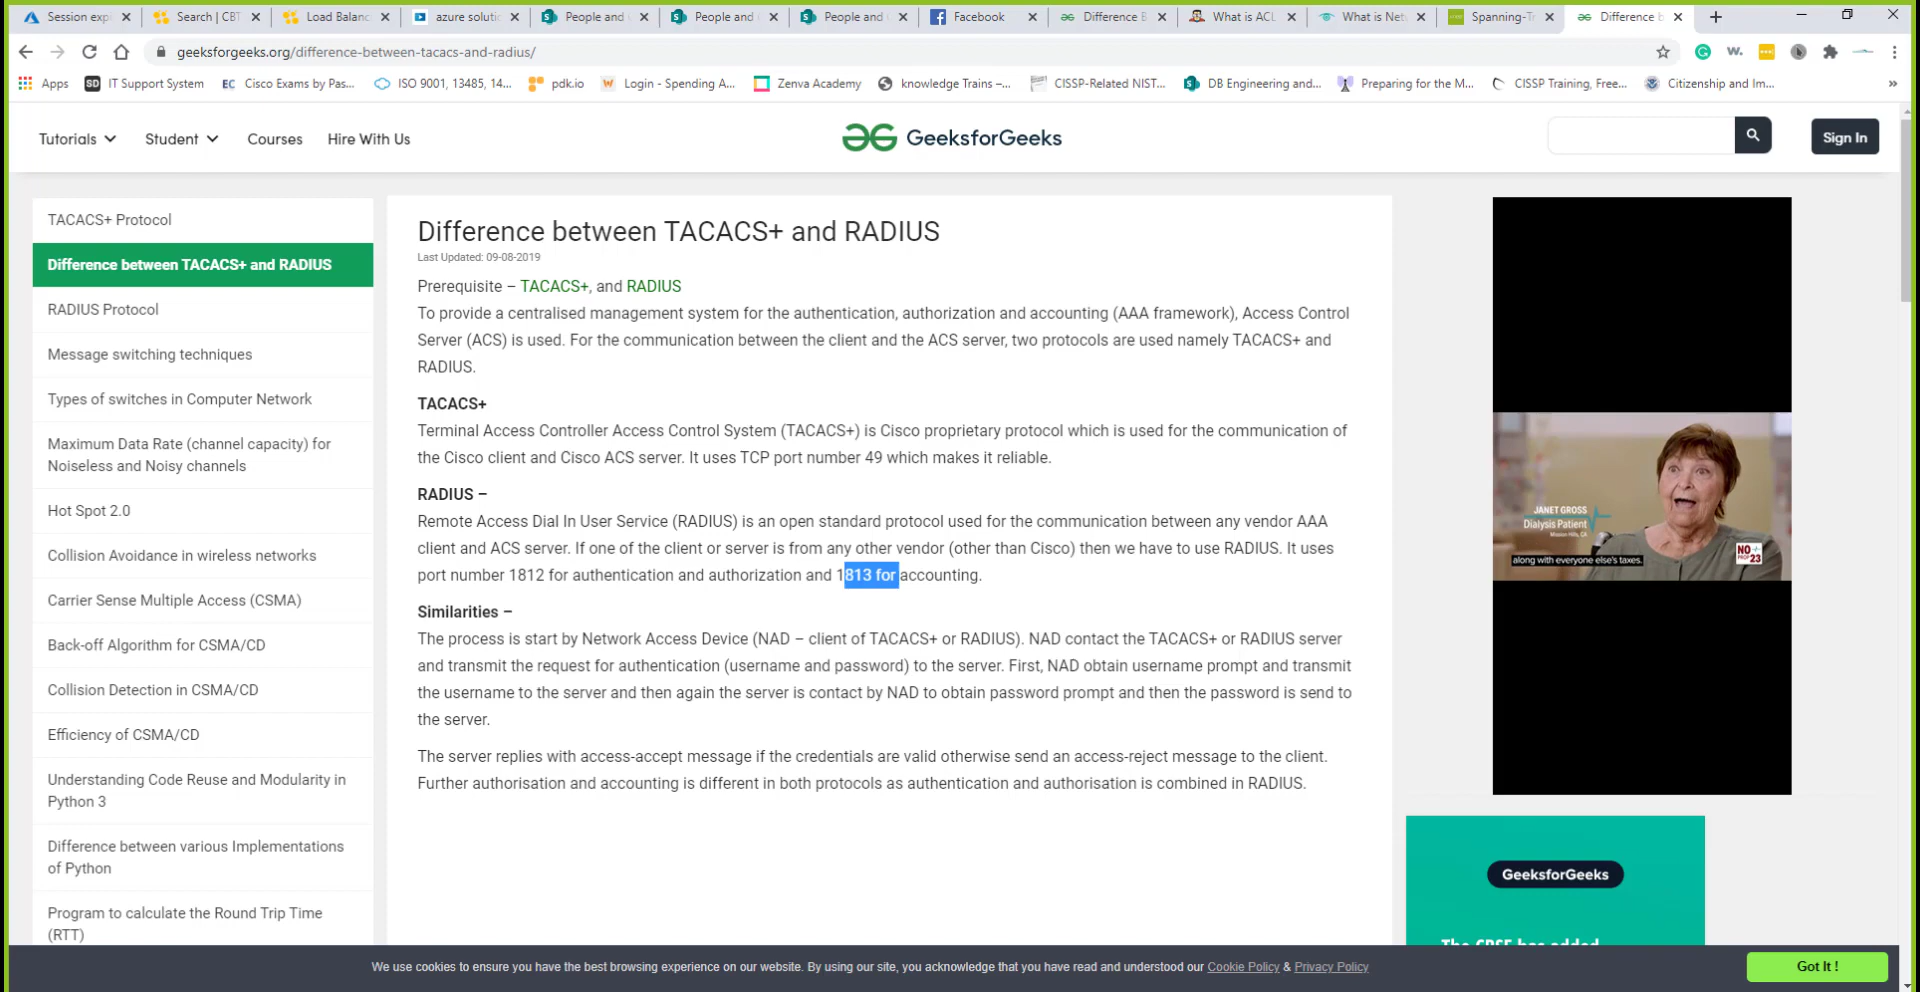 Session exp
Search | CBT
Load Balanc
azure soluti
People and
People and
People and
Facebook
Difference B
What is ACL
What is Net
Spanning-Tr
Difference b
geeksforgeeks.org/difference-between-tacacs-and-radius/
Apps
SD IT Support System
EC Cisco Exams by Pas...
ISO 9001, 13485, 14...
pdk.io
W Login - Spending A...
Zenva Academy
knowledge Trains –...
CISSP-Related NIST...
DB Engineering and...
Preparing for the M...
CISSP Training, Free...
Citizenship and Im...
»
Tutorials
Student
Courses
Hire With Us
GeeksforGeeks
Sign In
TACACS+ Protocol
Difference between TACACS+ and RADIUS
RADIUS Protocol
Message switching techniques
Types of switches in Computer Network
Maximum Data Rate (channel capacity) for
Noiseless and Noisy channels
Hot Spot 2.0
Collision Avoidance in wireless networks
Carrier Sense Multiple Access (CSMA)
Back-off Algorithm for CSMA/CD
Collision Detection in CSMA/CD
Efficiency of CSMA/CD
Understanding Code Reuse and Modularity in
Python 3
Difference between various Implementations
of Python
Program to calculate the Round Trip Time
(RTT)
Difference between TACACS+ and RADIUS
Last Updated: 09-08-2019
Prerequisite – TACACS+, and RADIUS
To provide a centralised management system for the authentication, authorization and accounting (AAA framework), Access Control
Server (ACS) is used. For the communication between the client and the ACS server, two protocols are used namely TACACS+ and
RADIUS.
TACACS+
Terminal Access Controller Access Control System (TACACS+) is Cisco proprietary protocol which is used for the communication of
the Cisco client and Cisco ACS server. It uses TCP port number 49 which makes it reliable.
RADIUS –
Remote Access Dial In User Service (RADIUS) is an open standard protocol used for the communication between any vendor AAA
client and ACS server. If one of the client or server is from any other vendor (other than Cisco) then we have to use RADIUS. It uses
port number 1812 for authentication and authorization and 1813 for accounting.
Similarities –
The process is start by Network Access Device (NAD – client of TACACS+ or RADIUS). NAD contact the TACACS+ or RADIUS server
and transmit the request for authentication (username and password) to the server. First, NAD obtain username prompt and transmit
the username to the server and then again the server is contact by NAD to obtain password prompt and then the password is send to
the server.
The server replies with access-accept message if the credentials are valid otherwise send an access-reject message to the client.
Further authorisation and accounting is different in both protocols as authentication and authorisation is combined in RADIUS.
JANET GROSS
Dialysis Patient
Mission Hills, CA
along with everyone else's taxes.
NO
PROP 23
GeeksforGeeks
The CBSE has added
We use cookies to ensure you have the best browsing experience on our website. By using our site, you acknowledge that you have read and understood our Cookie Policy & Privacy Policy
Got It !